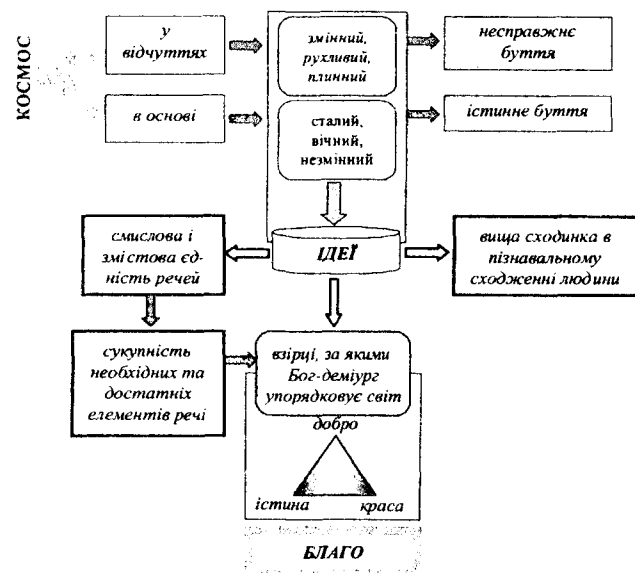 КОСМОС
у
відчуттях
змінний,
рухливий,
плинний
несправжнє
буття
в основі
сталий,
вічний,
незмінний
істинне буття
смислова і
змістова єд-
ність речей
ІДЕЇ
вища сходинка в
пізнавальному
сходженні людини
сукупність
необхідних та
достатніх
елементів речі
взірці, за якими
Бог-деміург
упорядковує світ
добро
істина
краса
БЛАГО